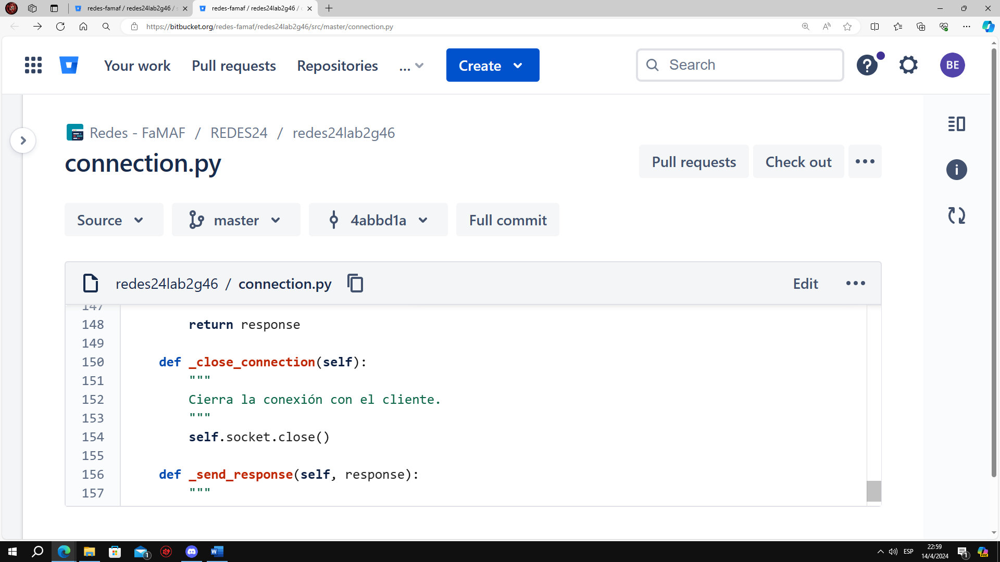 redes-famaf / redes24lab2g46 /
redes-famaf / redes24lab2g46 /
https://bitbucket.org/redes-famaf/redes24lab2g46/src/master/connection.py
Your work
Pull requests
Repositories
...
Create
Search
BE
Redes - FaMAF / REDES24 / redes24lab2g46
connection.py
Pull requests
Check out
Source
master
4abbd1a
Full commit
redes24lab2g46 / connection.py
Edit
147
148 return response
149
150 def _close_connection(self):
151 """
152 Cierra la conexión con el cliente.
153 """
154 self.socket.close()
155
156 def _send_response(self, response):
157 """
1
ESP
22:59
14/4/2024
1